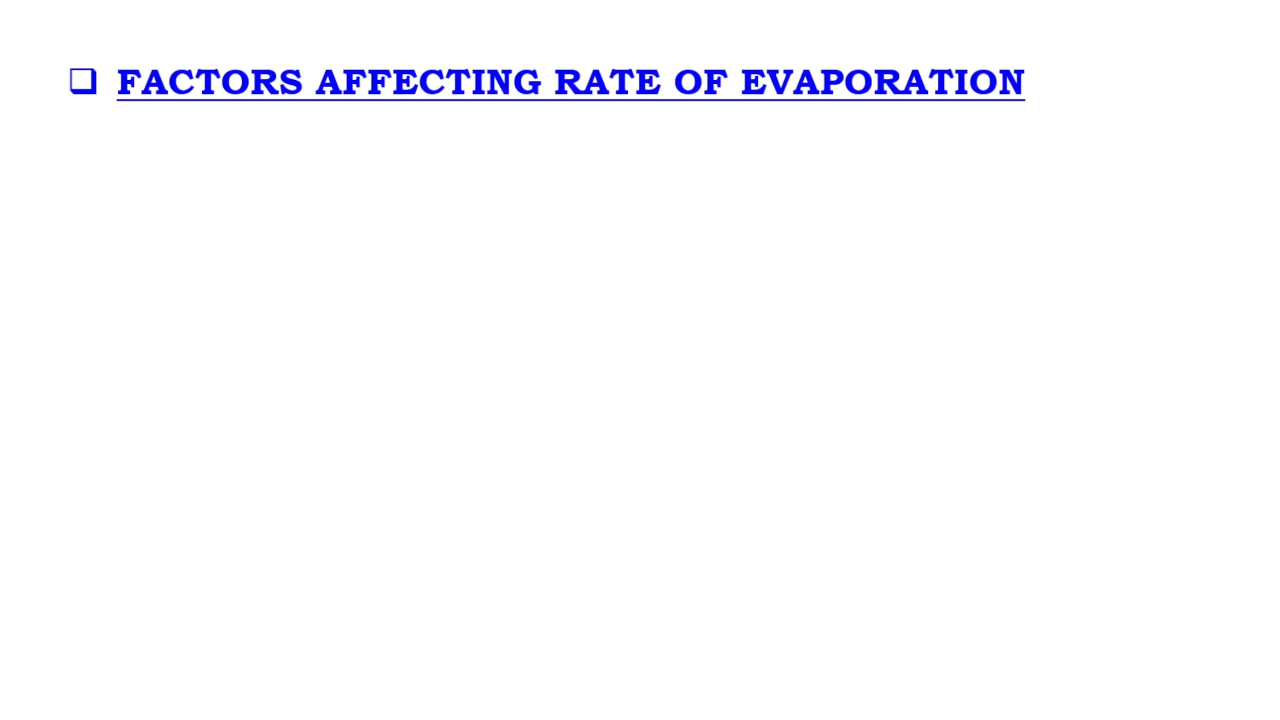 ❑ FACTORS AFFECTING RATE OF EVAPORATION